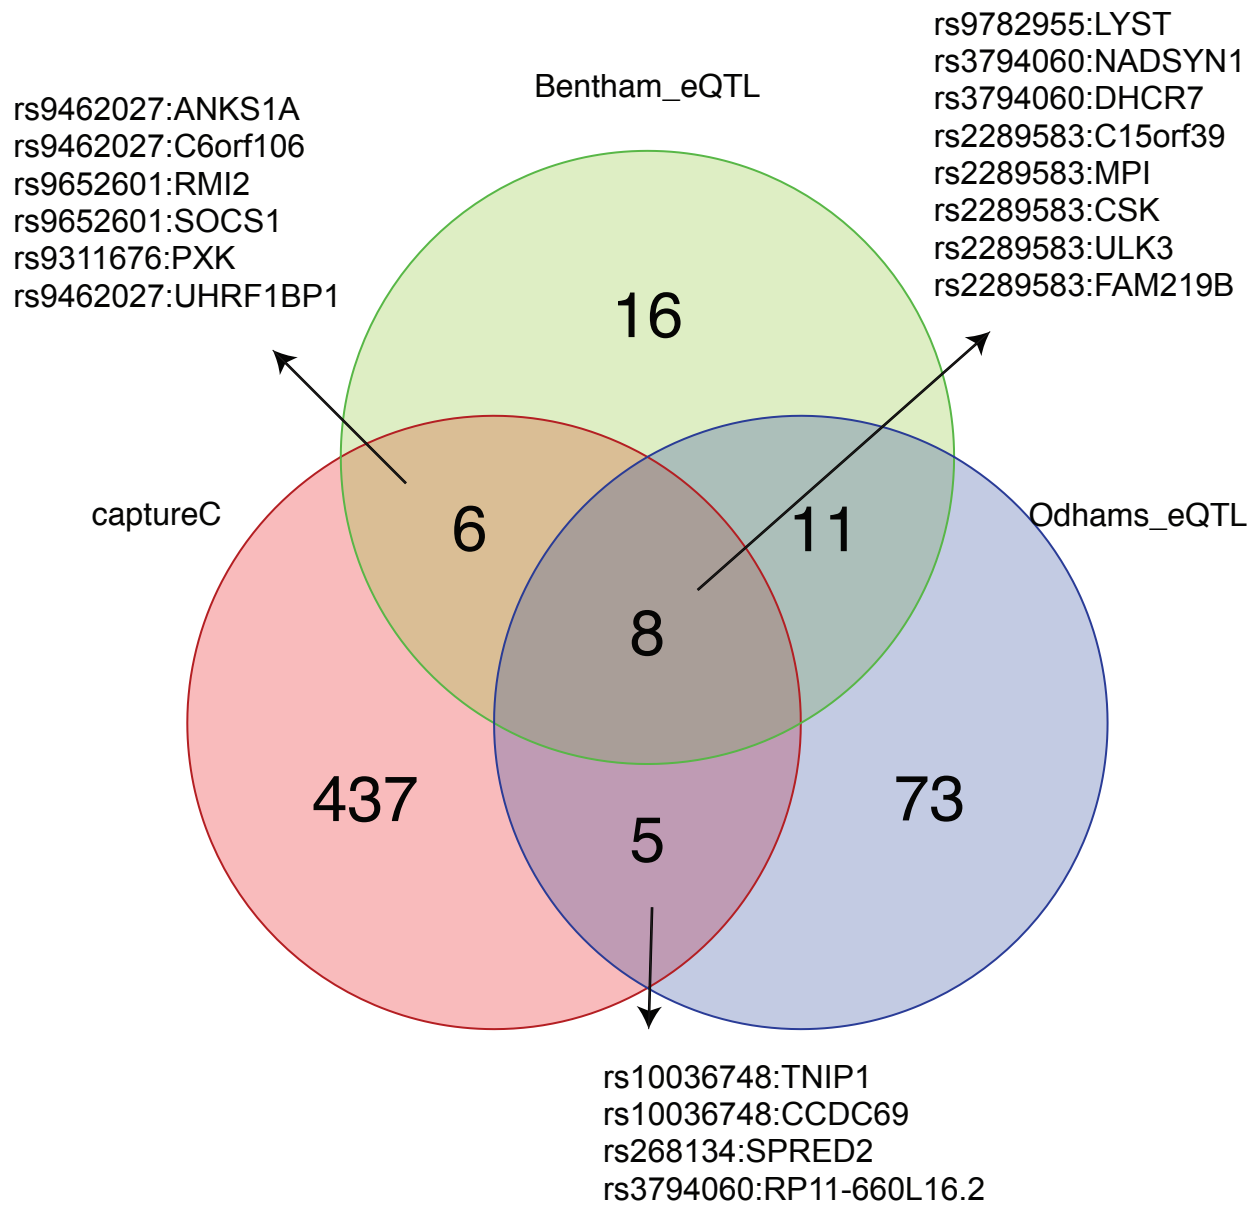 rs9782955:LYST
rs3794060:NADSYN1
rs3794060:DHCR7
rs2289583:C15orf39
rs2289583:MPI
rs2289583:CSK
rs2289583:ULK3
rs2289583:FAM219B
Bentham_eQTL
rs9462027:ANKS1A
rs9462027:C6orf106
rs9652601:RMI2
rs9652601:SOCS1
rs9311676:PXK
rs9462027:UHRF1BP1
16
captureC
6
11
Odhams_eQTL
8
437
5
73
rs10036748:TNIP1
rs10036748:CCDC69
rs268134:SPRED2
rs3794060:RP11-660L16.2